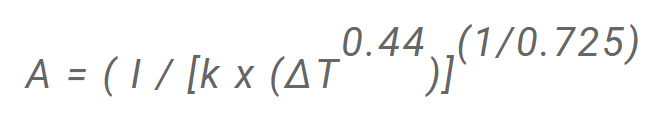 A = ( I / [k x (ΔT^0.44)]^(1/0.725)